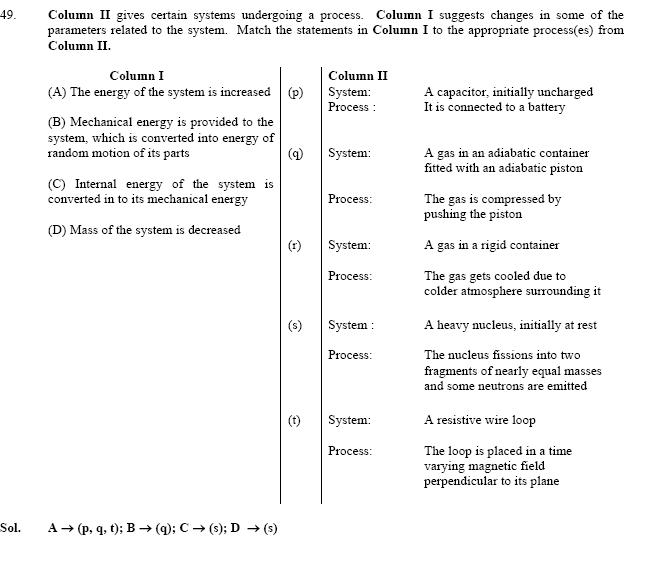 49. Column II gives certain systems undergoing a process. Column I suggests changes in some of the
parameters related to the system. Match the statements in Column I to the appropriate process(es) from
Column II.
Column I Column II
(A) The energy of the system is increased (p) System: A capacitor, initially uncharged
Process : It is connected to a battery
(B) Mechanical energy is provided to the
system, which is converted into energy of
random motion of its parts (q) System: A gas in an adiabatic container
fitted with an adiabatic piston
(C) Internal energy of the system is
converted in to its mechanical energy Process: The gas is compressed by
pushing the piston
(D) Mass of the system is decreased
(r) System: A gas in a rigid container
Process: The gas gets cooled due to
colder atmosphere surrounding it
(s) System : A heavy nucleus, initially at rest
Process: The nucleus fissions into two
fragments of nearly equal masses
and some neutrons are emitted
(t) System: A resistive wire loop
Process: The loop is placed in a time
varying magnetic field
perpendicular to its plane
Sol. A → (p, q, t); B → (q); C → (s); D → (s)